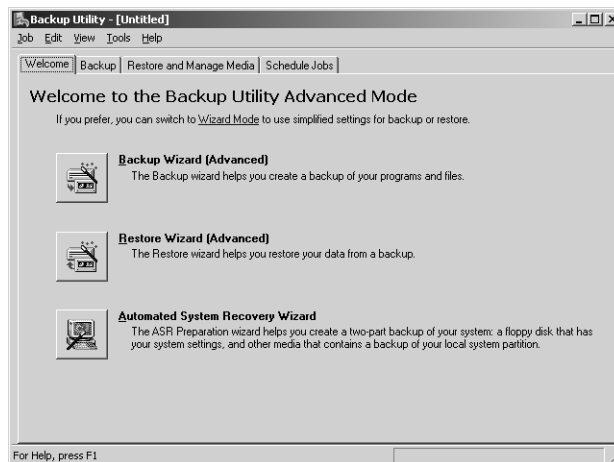 Backup Utility - [Untitled]
Job Edit View Tools Help
Welcome Backup Restore and Manage Media Schedule Jobs
Welcome to the Backup Utility Advanced Mode
If you prefer, you can switch to Wizard Mode to use simplified settings for backup or restore.
Backup Wizard (Advanced)
The Backup wizard helps you create a backup of your programs and files.
Restore Wizard (Advanced)
The Restore wizard helps you restore your data from a backup.
Automated System Recovery Wizard
The ASR Preparation wizard helps you create a two-part backup of your system: a floppy disk that has
your system settings, and other media that contains a backup of your local system partition.
For Help, press F1